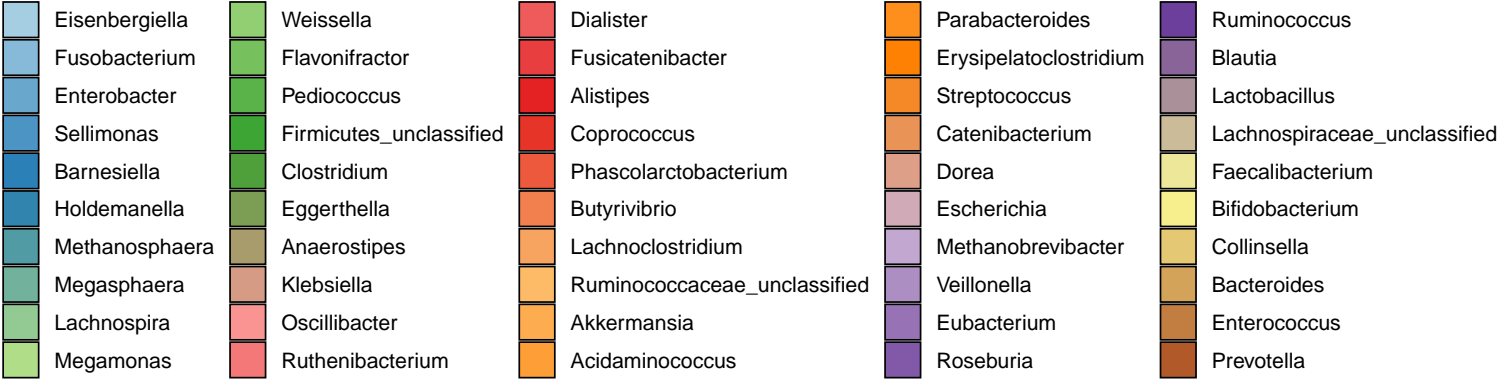 Eisenbergiella
Fusobacterium
Enterobacter
Sellimonas
Barnesiella
Holdemanella
Methanosphaera
Megasphaera
Lachnospira
Megamonas
Weissella
Flavonifractor
Pediococcus
Firmicutes_unclassified
Clostridium
Eggerthella
Anaerostipes
Klebsiella
Oscillibacter
Ruthenibacterium
Dialister
Fusicatenibacter
Alistipes
Coprococcus
Phascolarctobacterium
Butyrivibrio
Lachnoclostridium
Ruminococcaceae_unclassified
Akkermansia
Acidaminococcus
Parabacteroides
Erysipelatoclostridium
Streptococcus
Catenibacterium
Dorea
Escherichia
Methanobrevibacter
Veillonella
Eubacterium
Roseburia
Ruminococcus
Blautia
Lactobacillus
Lachnospiraceae_unclassified
Faecalibacterium
Bifidobacterium
Collinsella
Bacteroides
Enterococcus
Prevotella